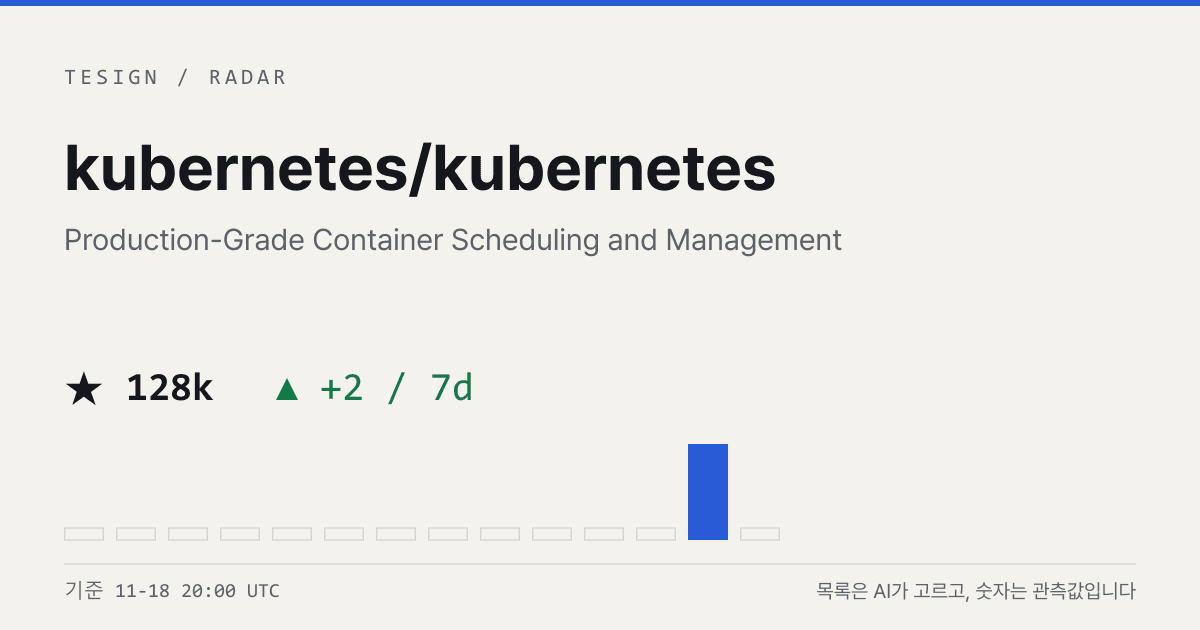 TESIGN / RADAR
kubernetes/kubernetes
Production-Grade Container Scheduling and Management
★ 128k ▲ +2 / 7d
기준 11-18 20:00 UTC
목록은 AI가 고르고, 숫자는 관측값입니다